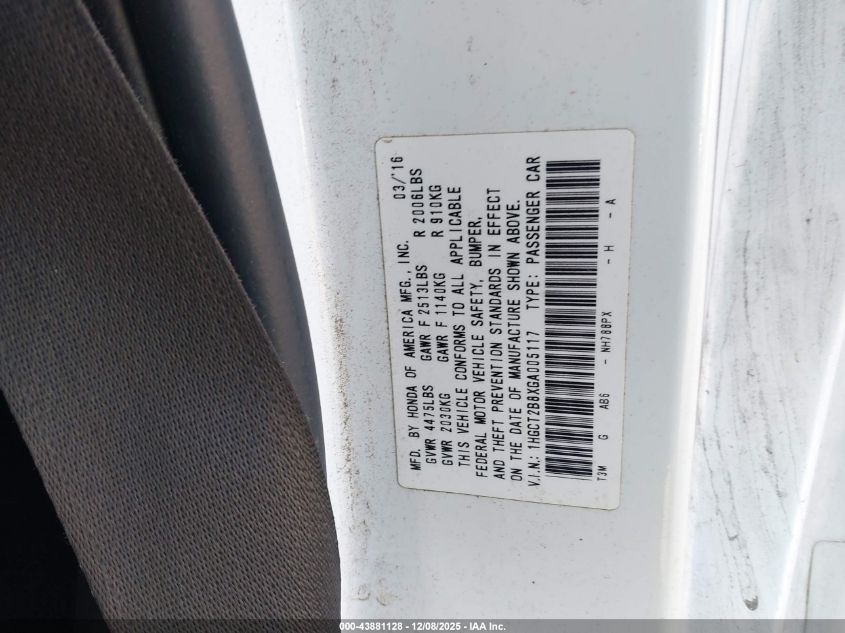 MFD. BY HONDA OF AMERICA MFG., INC. 03/'16
GVWR 4475LBS GAWR F 2513LBS R 2006LBS
GVWR 2030KG GAWR F 1140KG R 910KG
THIS VEHICLE CONFORMS TO ALL APPLICABLE
FEDERAL MOTOR VEHICLE SAFETY, BUMPER,
AND THEFT PREVENTION STANDARDS IN EFFECT
ON THE DATE OF MANUFACTURE SHOWN ABOVE.
V.I.N.: 1HGCT2B8XGA005117 TYPE: PASSENGER CAR
T3M G AB6 - NH788PX - H - A
000-43881128 - 12/08/2025 - IAA Inc.